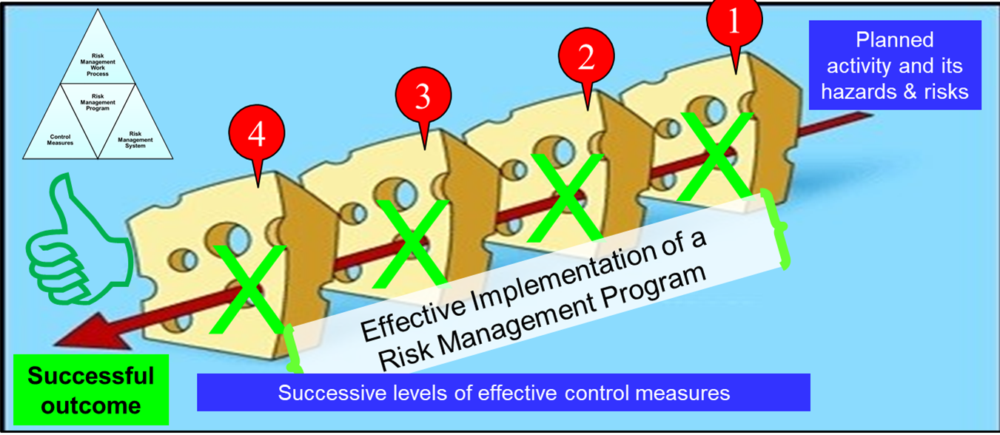 1
Planned
activity and its
hazards & risks
2
3
4
Risk
Management
Work
Process
Risk
Management
Program
Control
Measures
Risk
Management
System
Effective Implementation of a
Risk Management Program
Successful
outcome
Successive levels of effective control measures